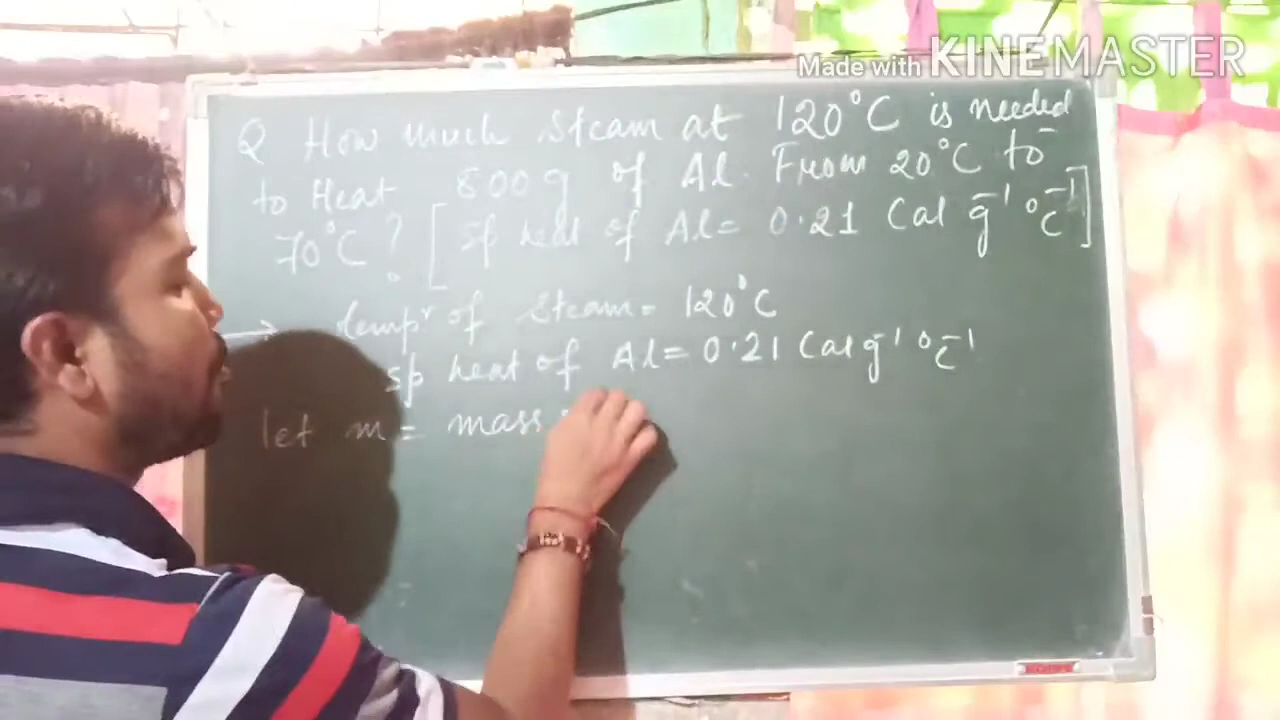 Made with KINEMASTER
Q How much steam at 120°C is needed
to Heat 800g of Al. From 20°C to
70°C? [sp heat of Al = 0.21 Cal g⁻¹ °C⁻¹]
→ tempr of steam = 120°C
sp heat of Al = 0.21 Cal g⁻¹ °C⁻¹
let m = mass